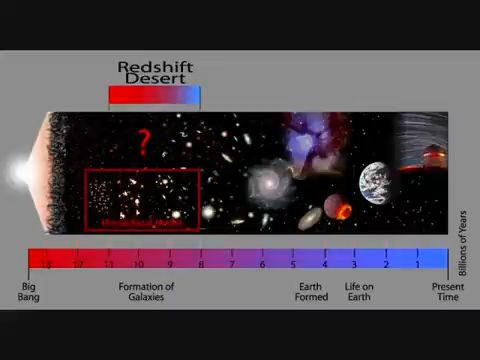 Redshift
Desert
?
13 12 11 10 9 8 7 6 5 4 3 2 1
Billions of Years
Big
Bang
Formation of
Galaxies
Earth
Formed
Life on
Earth
Present
Time